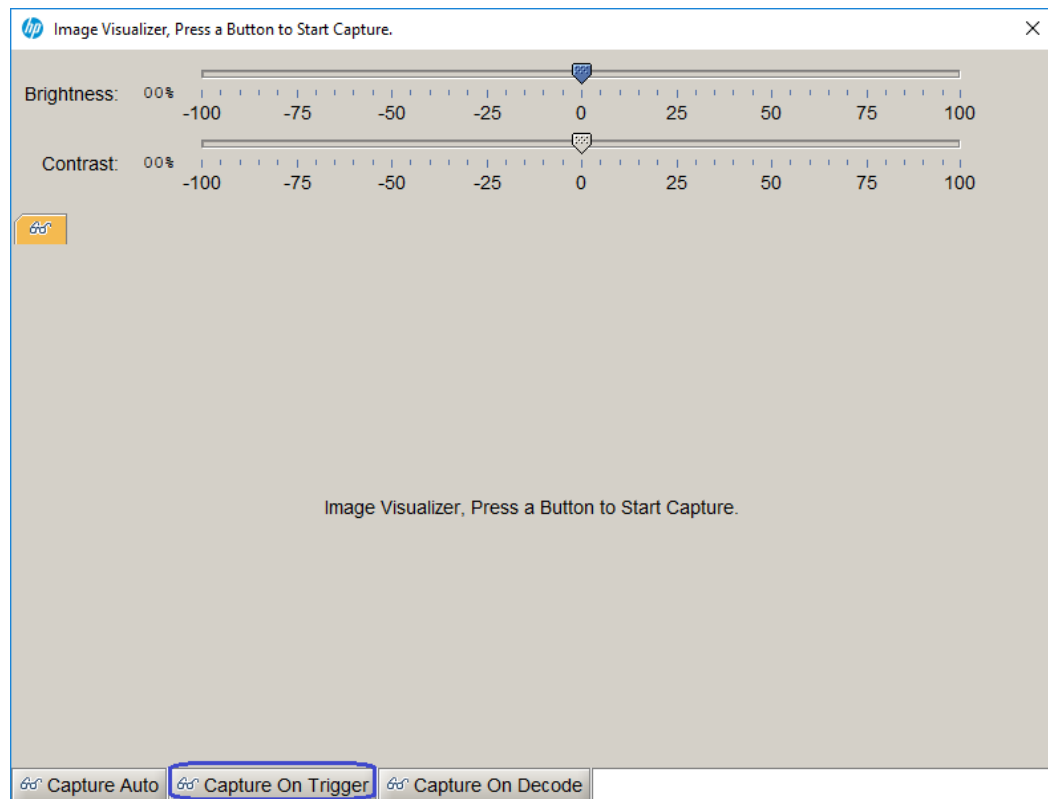 hp Image Visualizer, Press a Button to Start Capture.
Brightness: 00% -100 -75 -50 -25 0 25 50 75 100
Contrast: 00% -100 -75 -50 -25 0 25 50 75 100
Image Visualizer, Press a Button to Start Capture.
Capture Auto Capture On Trigger Capture On Decode